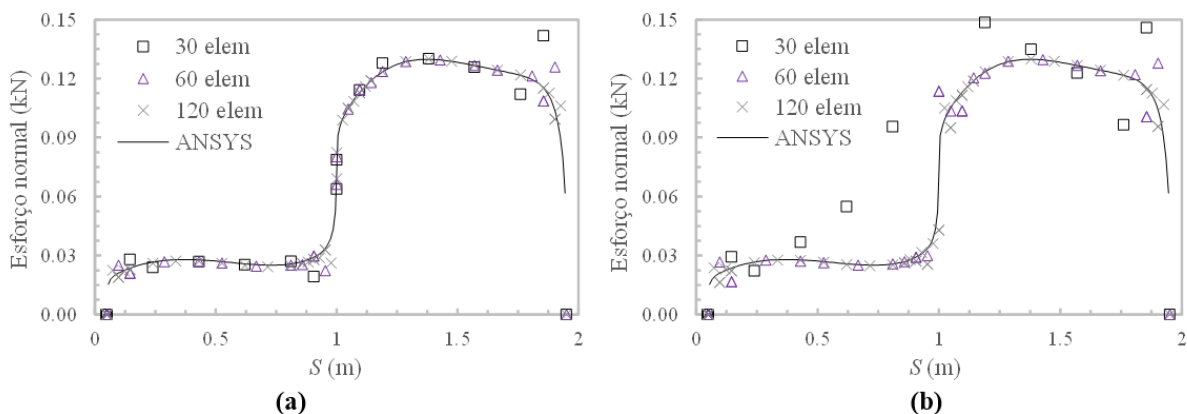 0.15
0.12
0.09
0.06
0.03
0.00
Esforço normal (kN)
30 elem
60 elem
120 elem
ANSYS
0
0.5
1
1.5
2
S (m)
(a)
0.15
0.12
0.09
0.06
0.03
0.00
Esforço normal (kN)
30 elem
60 elem
120 elem
ANSYS
0
0.5
1
1.5
2
S (m)
(b)